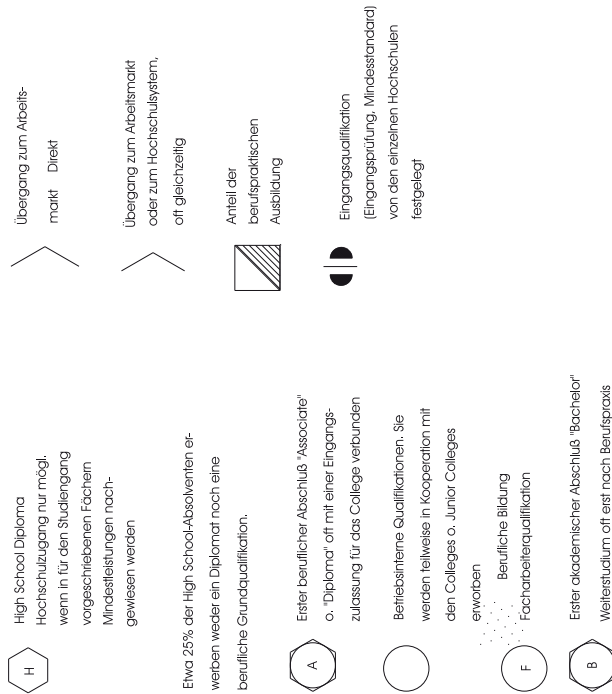 H
High School Diploma
Hochschulzugang nur mögl.
wenn in für den Studiengang
vorgeschriebenen Fächern
Mindestleistungen nach-
gewiesen werden
Etwa 25% der High School-Absolventen er-
werben weder ein Diplomat noch eine
berufliche Grundqualifikation.
A
Erster beruflicher Abschluß "Associate"
o. "Diploma" oft mit einer Eingangs-
zulassung für das College verbunden
Betriebsinterne Qualifikationen. Sie
werden teilweise in Kooperation mit
den Colleges o. Junior Colleges
erworben
Berufliche Bildung
F
Facharbeiterqualifikation
B
Erster akademischer Abschluß "Bachelor"
Weiterstudium oft erst nach Berufspraxis
Übergang zum Arbeits-
markt Direkt
Übergang zum Arbeitsmarkt
oder zum Hochschulsystem,
oft gleichzeitig
Anteil der
berufspraktischen
Ausbildung
Eingangsqualifikation
(Eingangsprüfung, Mindesstandard)
von den einzelnen Hochschulen
festgelegt